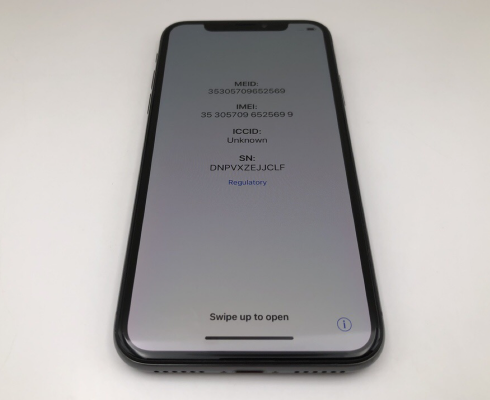 MEID:
35305709652569
IMEI:
35 305709 652569 9
ICCID:
Unknown
SN:
DNPVXZEJJCLF
Regulatory
Swipe up to open
i